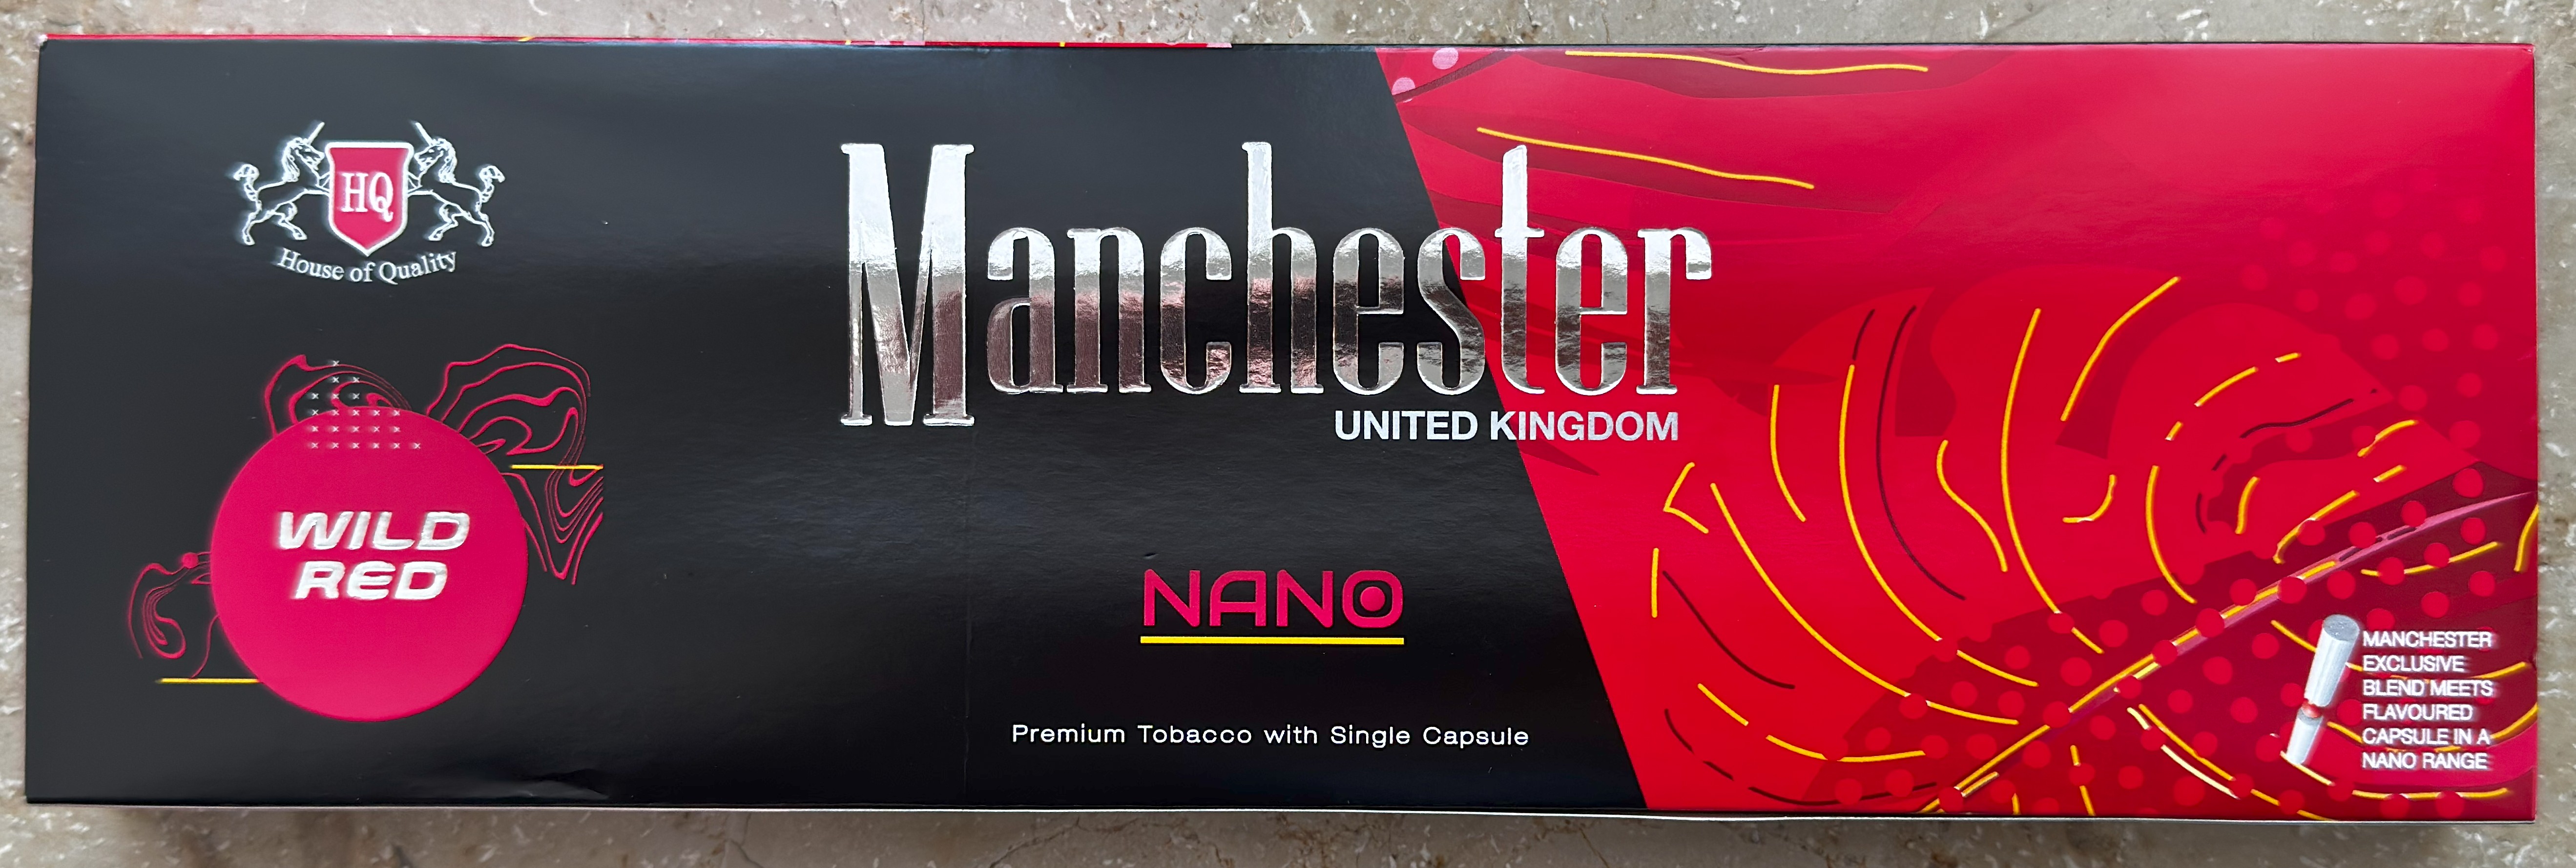 HQ
House of Quality
WILD
RED
Manchester
UNITED KINGDOM
NANO
Premium Tobacco with Single Capsule
MANCHESTER
EXCLUSIVE
BLEND MEETS
FLAVOURED
CAPSULE IN A
NANO RANGE